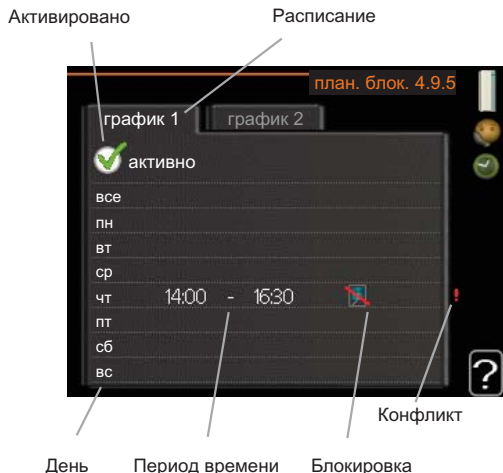 Активировано Расписание
план. блок. 4.9.5
график 1 график 2
активно
все
пн
вт
ср
чт 14:00 - 16:30 !
пт
сб
вс
?
Конфликт
День Период времени Блокировка